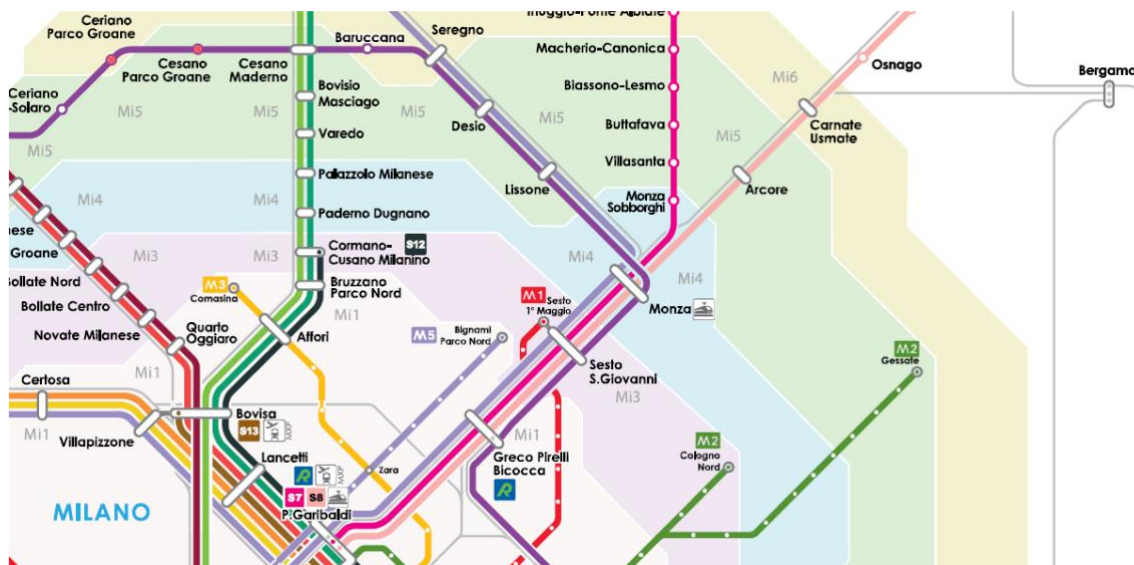 Ceriano
Parco Groane
Cesano
Parco Groane
Cesano
Maderno
Baruccana
Seregno
Macherio-Canonica
Biassono-Lesmo
Buttafava
Villasanta
Monza
Sobborghi
Mi6
Osnago
Bergamo
Carnate
Usmate
Arcore
Ceriano
-Solaro
Mi5
Mi5
Mi5
Mi5
Mi5
Mi5
Bovisio
Masciago
Varedo
Palazzolo Milanese
Paderno Dugnano
Cormano-
Cusano Milanino
S12
Bruzzano
Parco Nord
Desio
Lissone
Mi4
Mi4
Mi4
Mi4
Mi3
Mi3
Groane
Bollate Nord
Bollate Centro
Novate Milanese
Quarto
Oggiaro
M3
Comasina
Affori
Mi1
M5
Bignami
Parco Nord
M1
Sesto
1° Maggio
Monza
Sesto
S.Giovanni
Mi3
M2
Gessate
Certosa
Mi1
Mi1
Villapizzone
Bovisa
S13
Lancetti
R
S7
S8
P.Garibaldi
Zara
Mi1
Greco Pirelli
Bicocca
R
M2
Cologno
Nord
MILANO